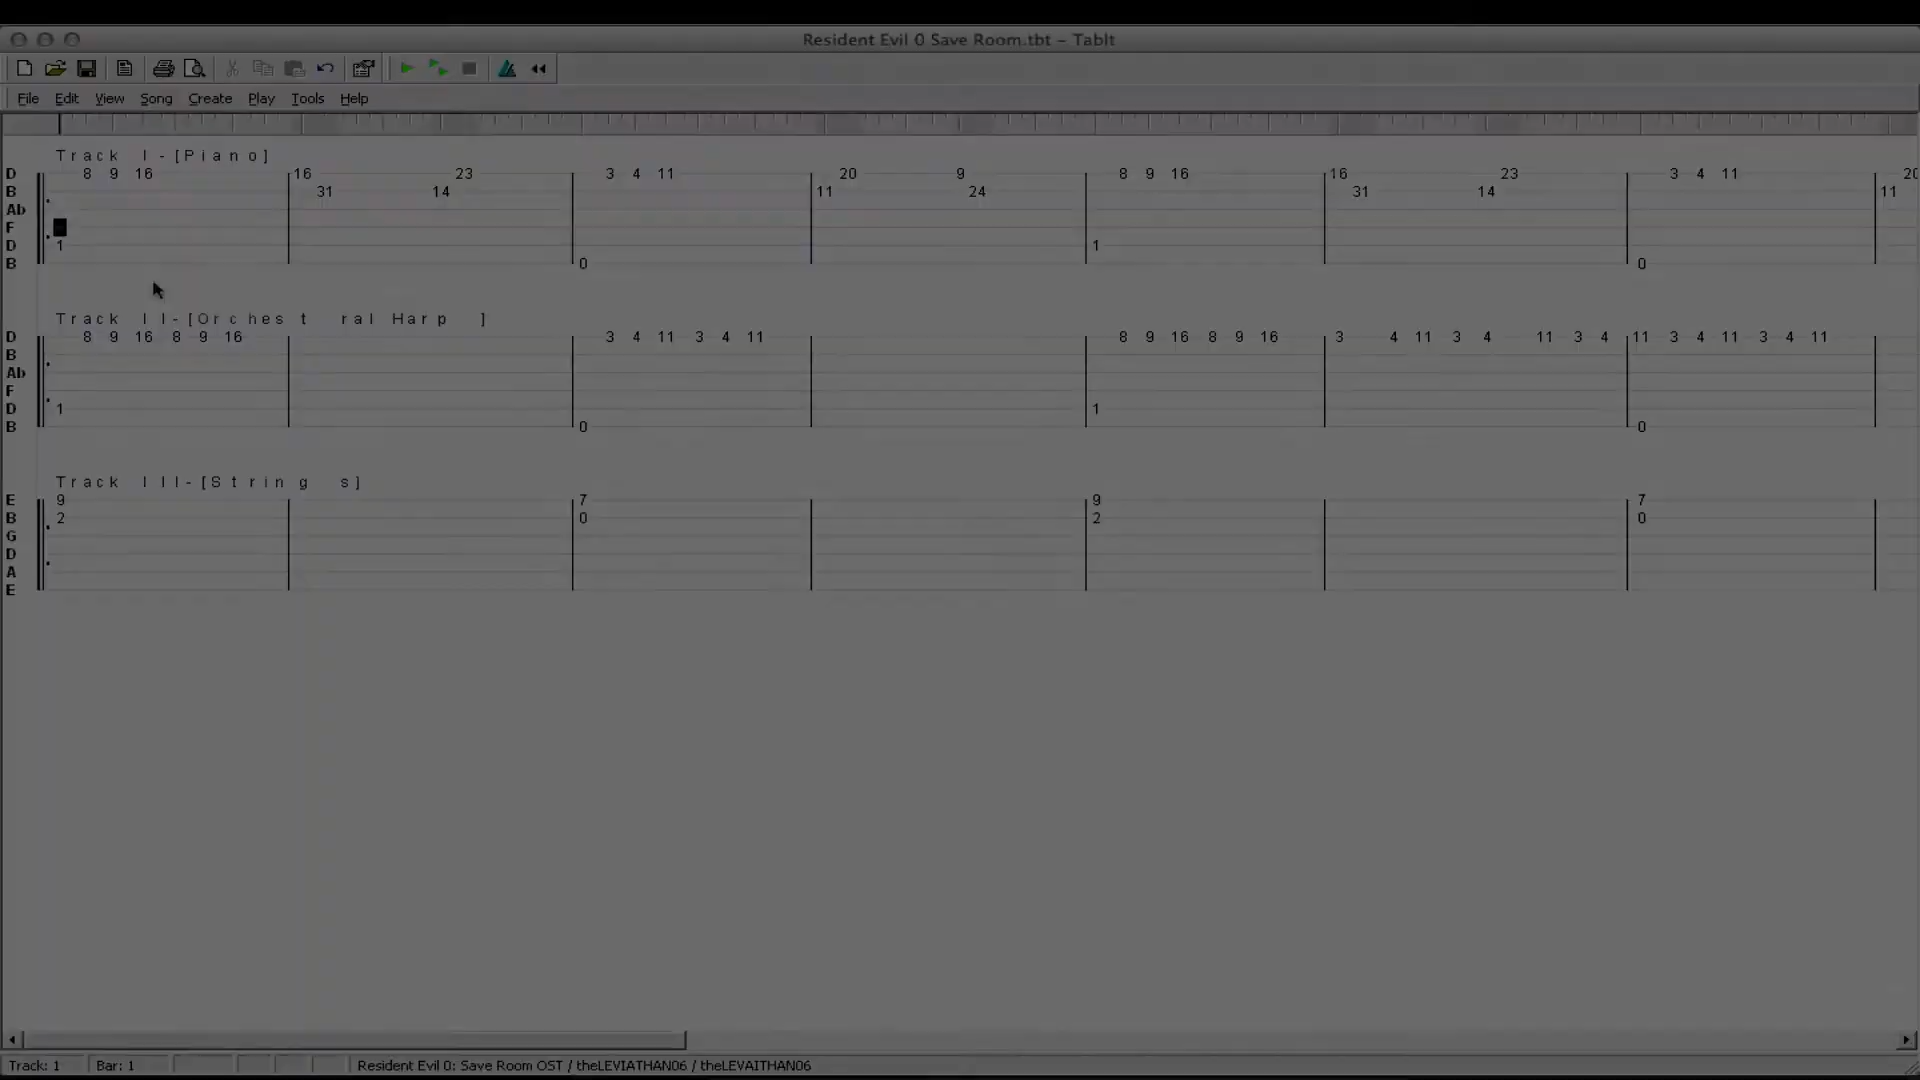 Resident Evil 0 Save Room.tbt – TabIt
File Edit View Song Create Play Tools Help
Track I-[Piano]
D 8 9 16 16 23 3 4 11 20 9 8 9 16 16 23 3 4 11 20
B 31 14 11 24 31 14 11
Ab
F
D 1 1
B 0 0
Track II-[Orchestral Harp]
D 8 9 16 8 9 16 3 4 11 3 4 11 8 9 16 8 9 16 3 4 11 3 4 11 3 4 11 3 4 11 3 4 11
B
Ab
F
D 1 1
B 0 0
Track III-[Strings]
E 9 7 9 7
B 2 0 2 0
G
D
A
E
Track: 1 Bar: 1 Resident Evil 0: Save Room OST / theLEVIATHAN06 / theLEVAITHAN06